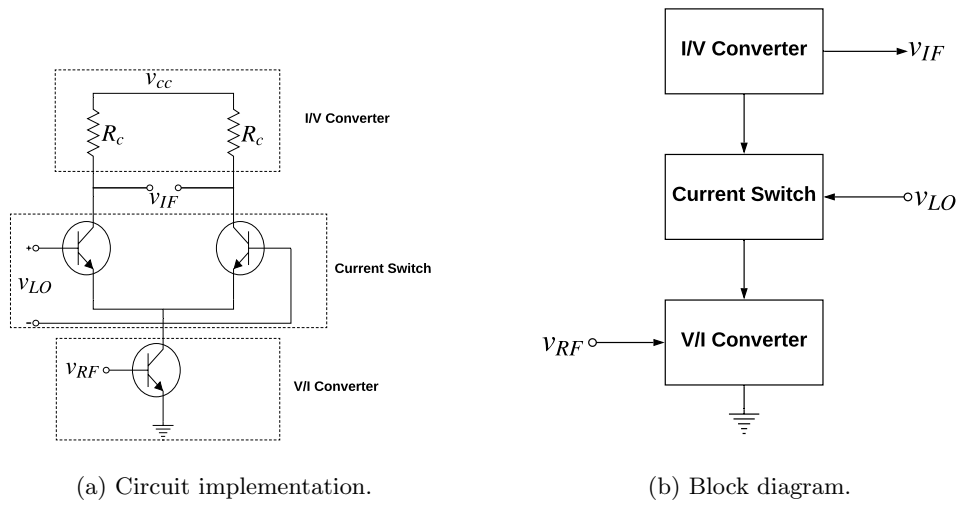 v_cc
R_c
R_c
I/V Converter
v_IF
+
v_LO
Current Switch
-
v_RF
V/I Converter
(a) Circuit implementation.
I/V Converter
v_IF
Current Switch
v_LO
v_RF
V/I Converter
(b) Block diagram.